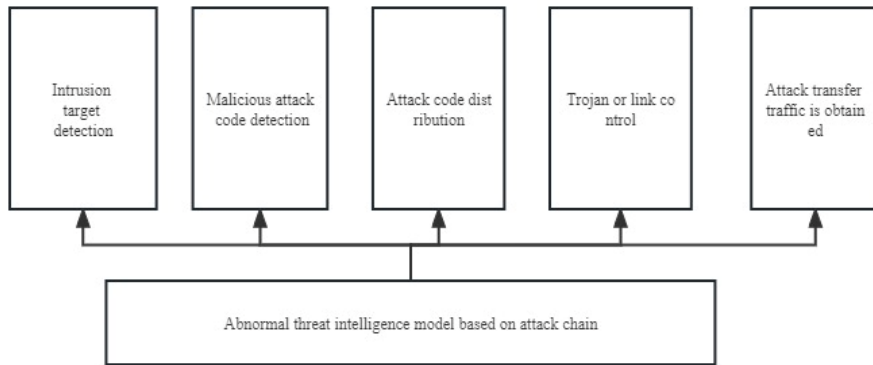 Intrusion
target
detection
Malicious attack
code detection
Attack code dist
ribution
Trojan or link co
ntrol
Attack transfer
traffic is obtain
ed
Abnormal threat intelligence model based on attack chain